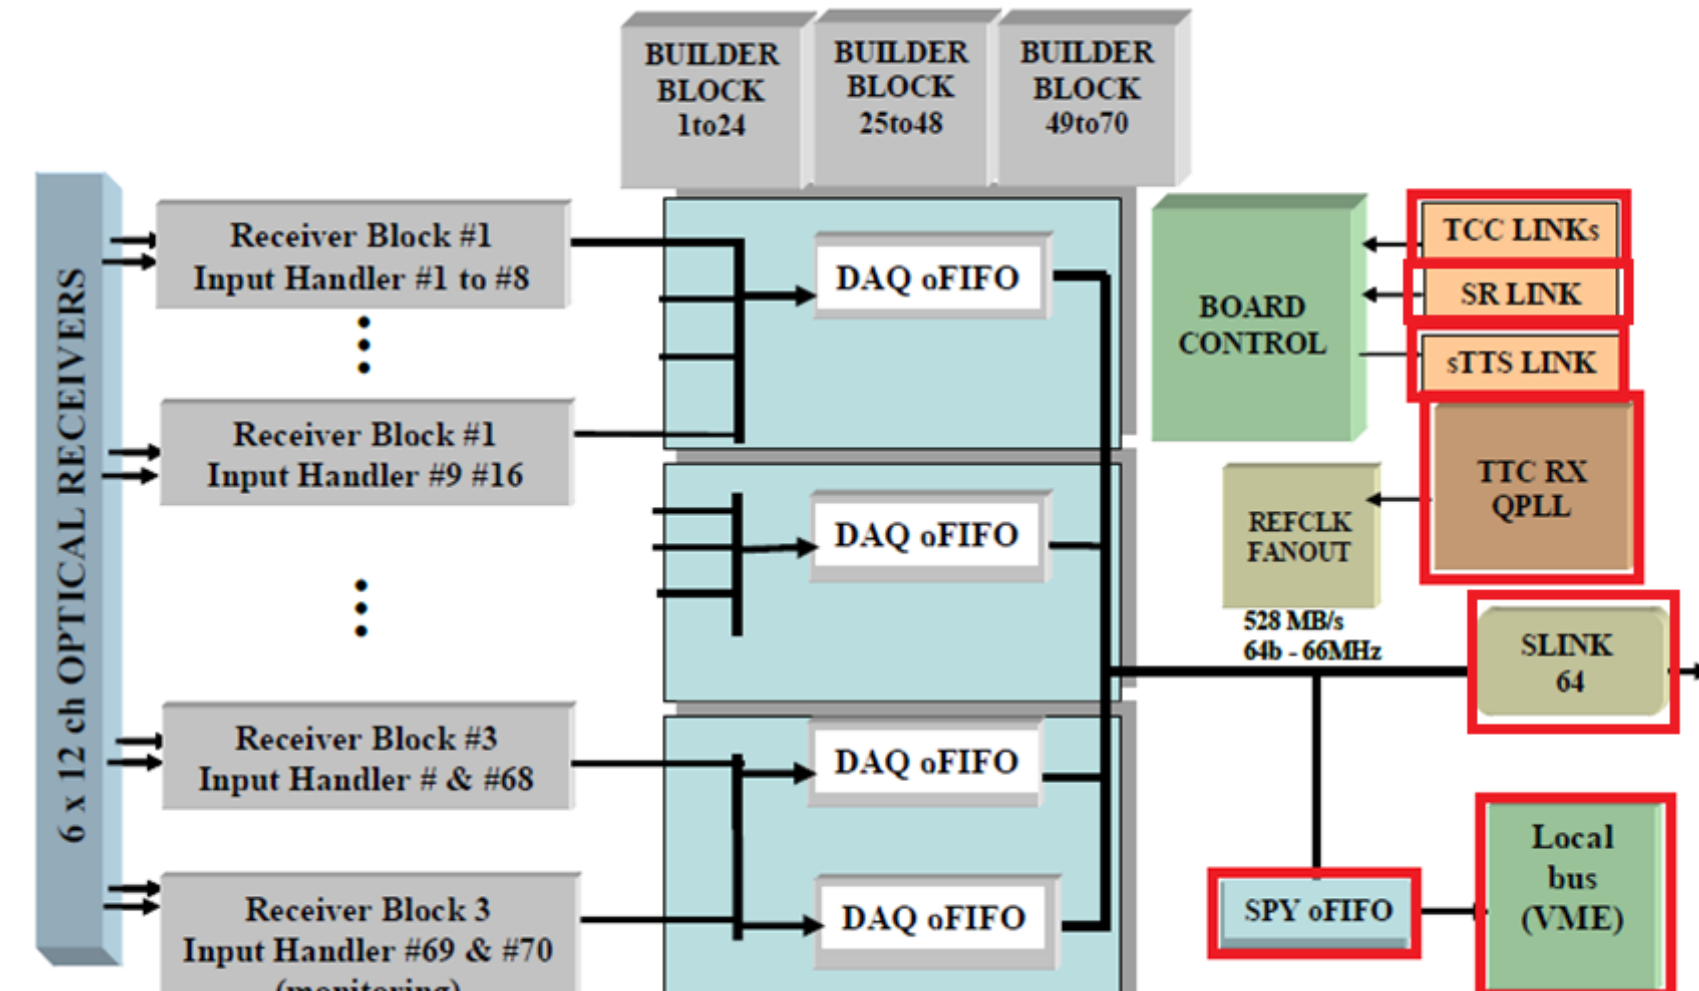 BUILDER
BLOCK
1to24
BUILDER
BLOCK
25to48
BUILDER
BLOCK
49to70
6 x 12 ch OPTICAL RECEIVERS
Receiver Block #1
Input Handler #1 to #8
Receiver Block #1
Input Handler #9 #16
Receiver Block #3
Input Handler # & #68
Receiver Block 3
Input Handler #69 & #70
(monitoring)
DAQ oFIFO
DAQ oFIFO
DAQ oFIFO
DAQ oFIFO
BOARD
CONTROL
TCC LINKs
SR LINK
sTTS LINK
TTC RX
QPLL
REFCLK
FANOUT
528 MB/s
64b - 66MHz
SLINK
64
SPY oFIFO
Local
bus
(VME)